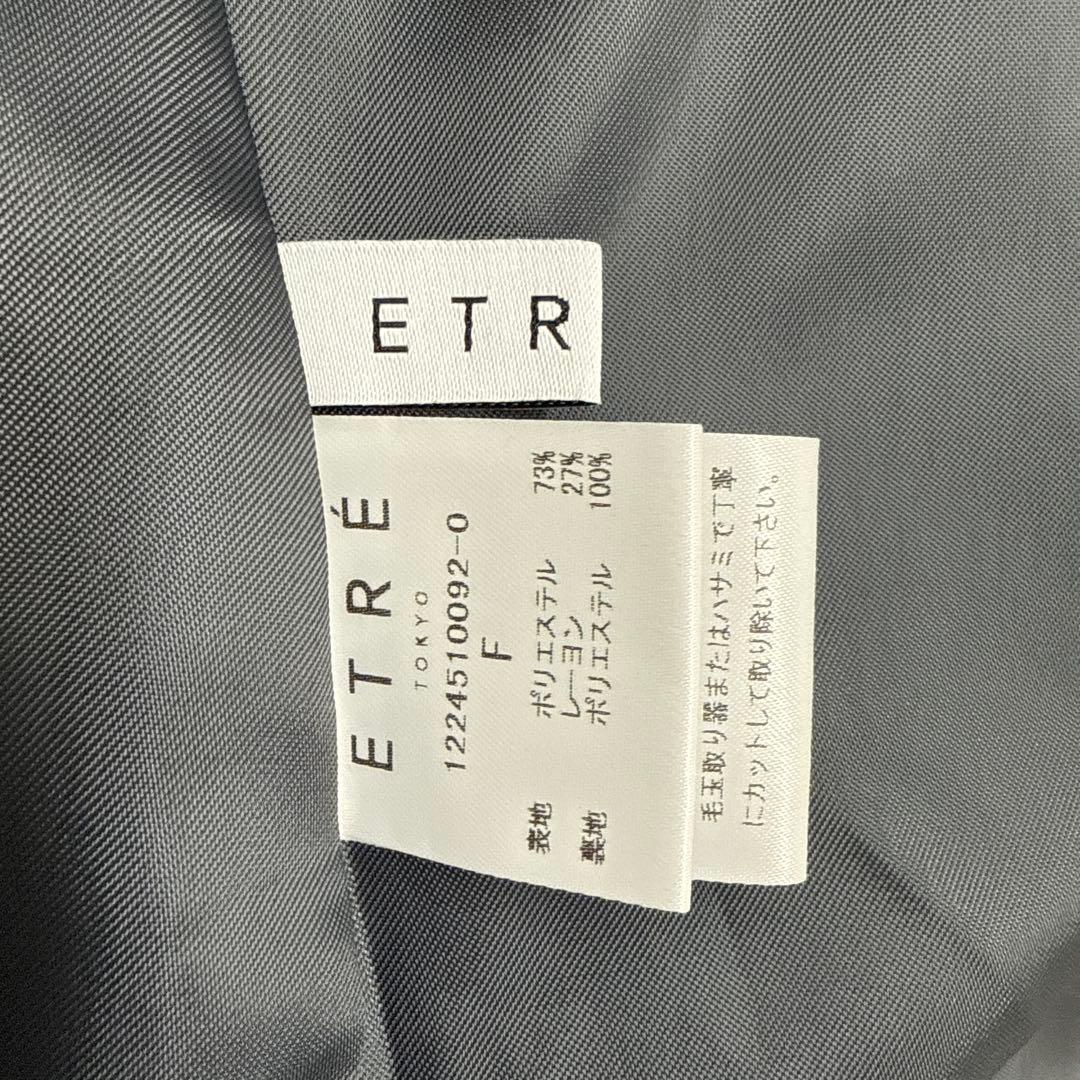 ETR
ETRÉ
TOKYO
1224510092-0
F
表地 ポリエステル 73%
レーヨン 27%
裏地 ポリエステル 100%
毛玉取り器またはハサミで丁寧
にカットして取り除いて下さい。